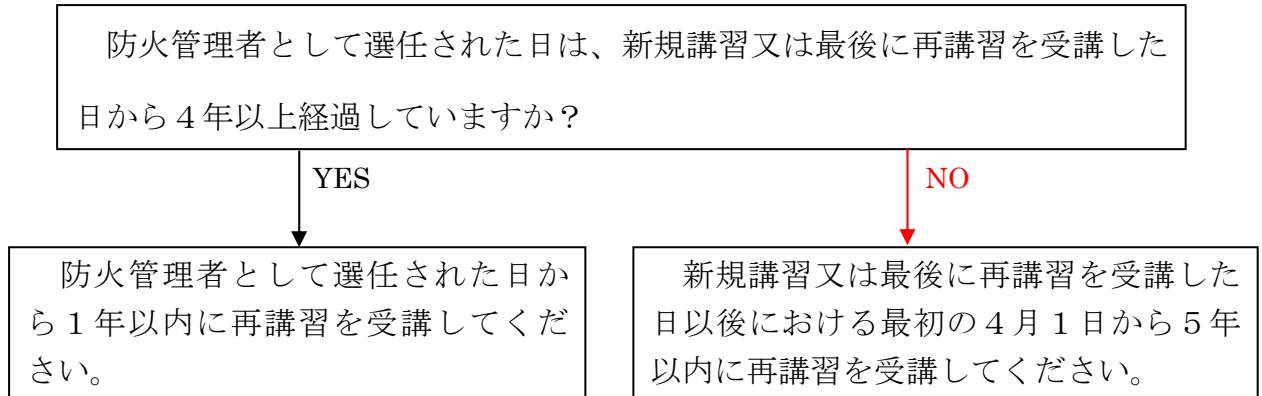 防火管理者として選任された日は、新規講習又は最後に再講習を受講した
日から４年以上経過していますか？
YES
NO
防火管理者として選任された日か
ら１年以内に再講習を受講してくだ
さい。
新規講習又は最後に再講習を受講した
日以後における最初の４月１日から５年
以内に再講習を受講してください。